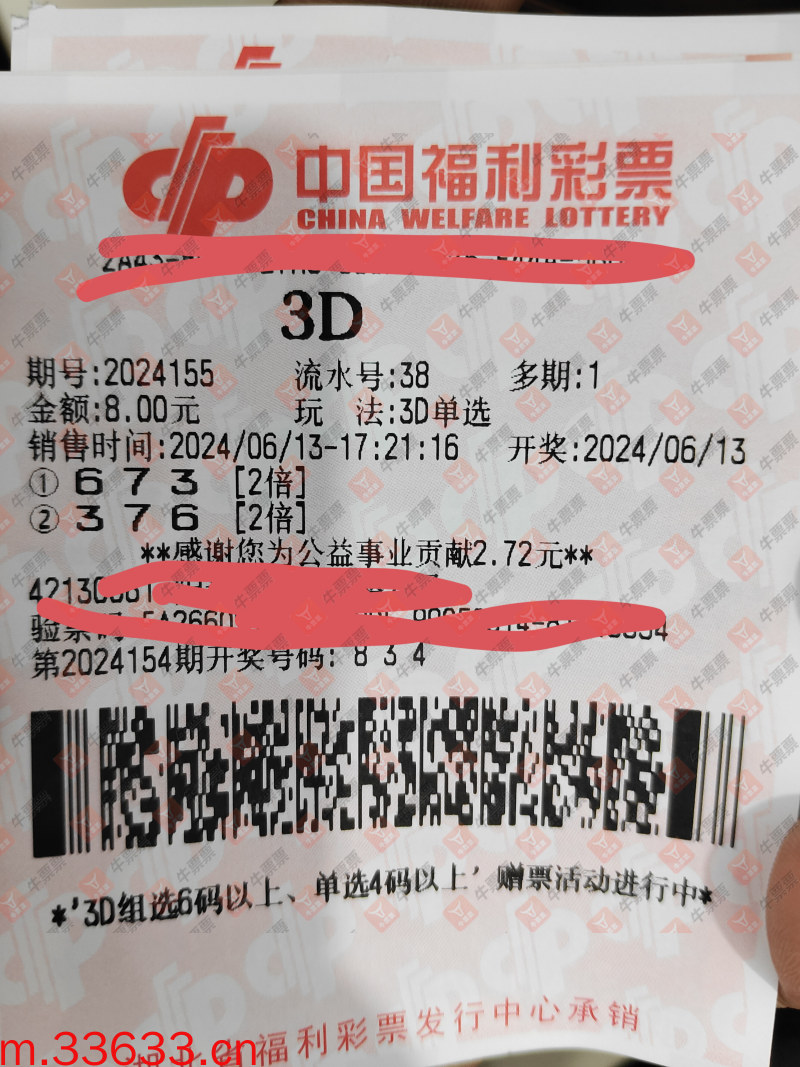 中国福利彩票
CHINA WELFARE LOTTERY
3D
期号:2024155 流水号:38 多期:1
金额:8.00元 玩 法:3D单选
销售时间:2024/06/13-17:21:16 开奖:2024/06/13
① 6 7 3 [2倍]
② 3 7 6 [2倍]
**感谢您为公益事业贡献2.72元**
验票码
第2024154期开奖号码: 8 3 4
*'3D组选6码以上、单选4码以上'赠票活动进行中*
福利彩票发行中心承销
m.33633.cn
牛票票